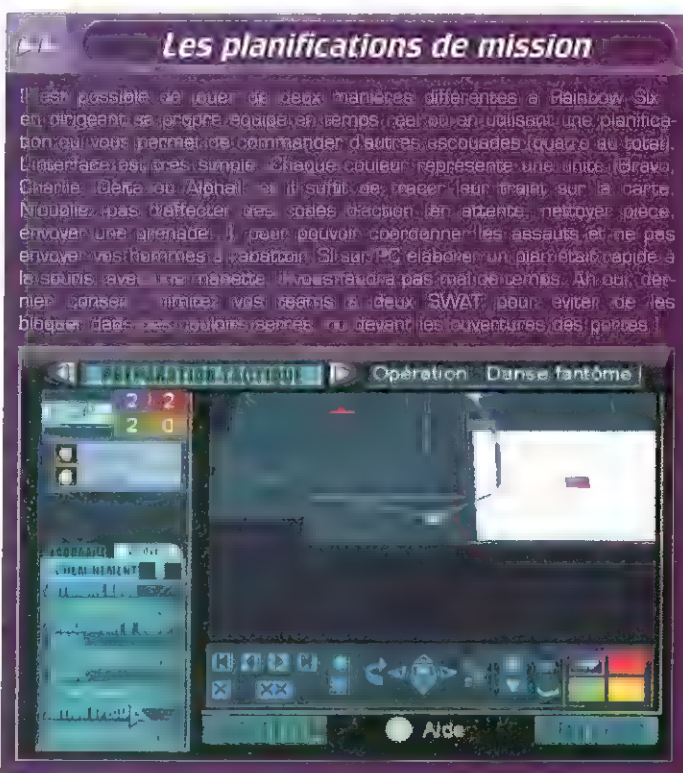 Les planifications de mission
Il est possible de jouer de deux manières différentes à Rainbow Six :
en dirigeant sa propre équipe en temps réel ou en utilisant une planifica-
tion qui vous permet de commander d'autres escouades (quatre au total).
L'interface est très simple. Chaque couleur représente une unité (Bravo,
Charlie, Delta ou Alpha) et il suffit de tracer leur trajet sur la carte.
N'oubliez pas d'affecter des codes d'action (en attente, nettoyer pièce,
envoyer une grenade) pour pouvoir coordonner les assauts et ne pas
envoyer vos hommes à l'abattoir. Si sur PC élaborer un plan était rapide à
la souris, avec une manette, il vous faudra pas mal de temps. Ah oui, der-
nier conseil : limitez vos teams à deux SWAT pour éviter de les
bloquer dans couloirs serrés ou devant les ouvertures des portes !
PREPARATION TACTIQUE Opération Danse fantôme
2 2
2 0
Aide